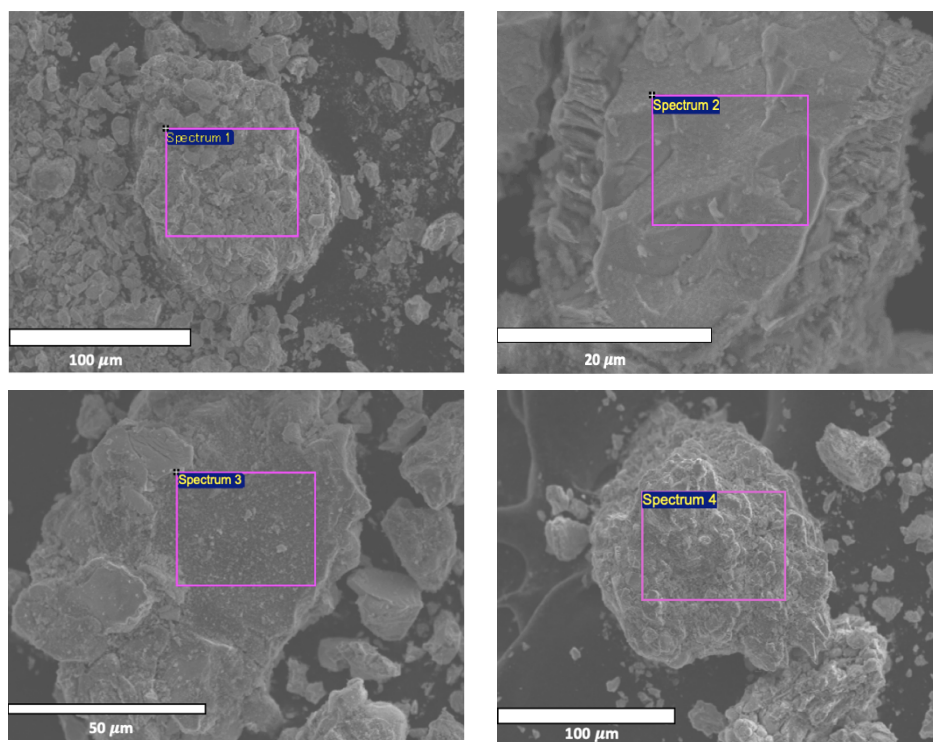 Spectrum 1
100 μm
Spectrum 2
20 μm
Spectrum 3
50 μm
Spectrum 4
100 μm